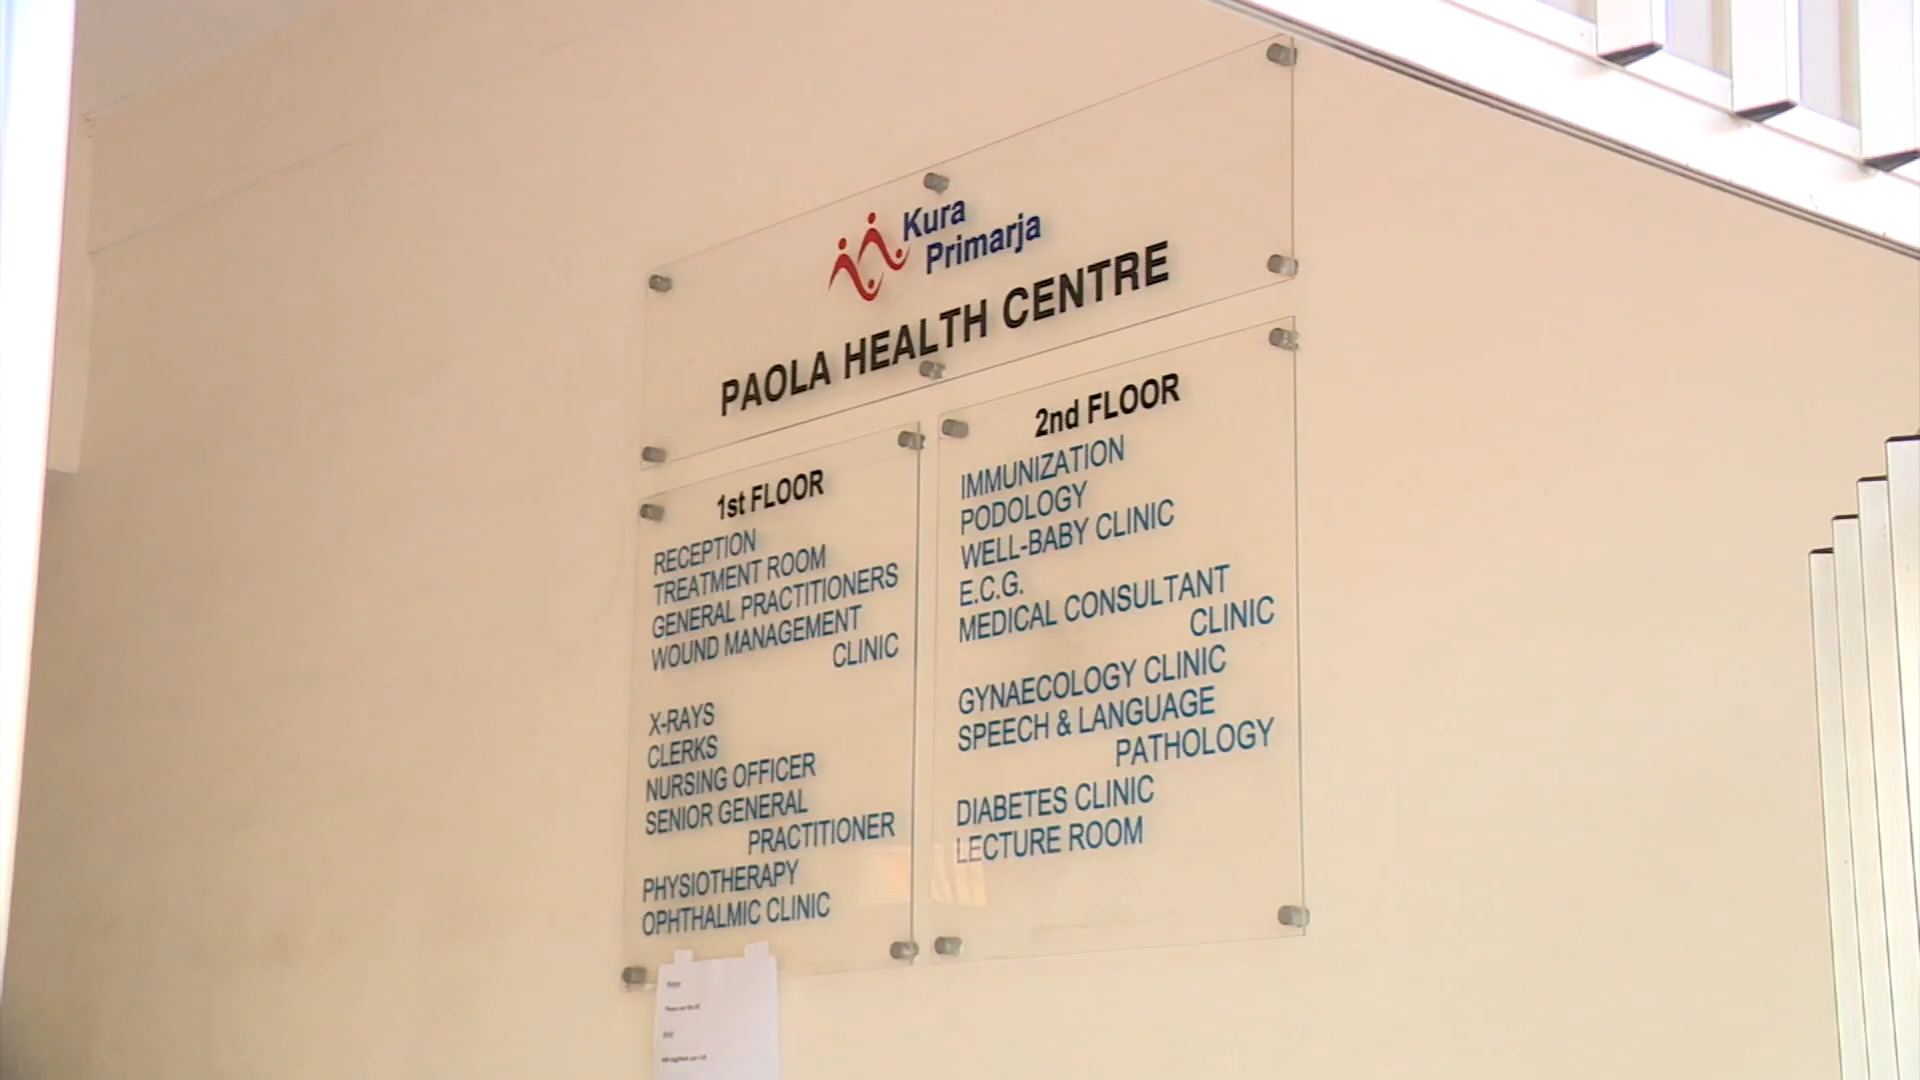 Kura
Primarja
PAOLA HEALTH CENTRE
1st FLOOR
RECEPTION
TREATMENT ROOM
GENERAL PRACTITIONERS
WOUND MANAGEMENT
CLINIC
X-RAYS
CLERKS
NURSING OFFICER
SENIOR GENERAL
PRACTITIONER
PHYSIOTHERAPY
OPHTHALMIC CLINIC
2nd FLOOR
IMMUNIZATION
PODOLOGY
WELL-BABY CLINIC
E.C.G.
MEDICAL CONSULTANT
CLINIC
GYNAECOLOGY CLINIC
SPEECH & LANGUAGE
PATHOLOGY
DIABETES CLINIC
LECTURE ROOM